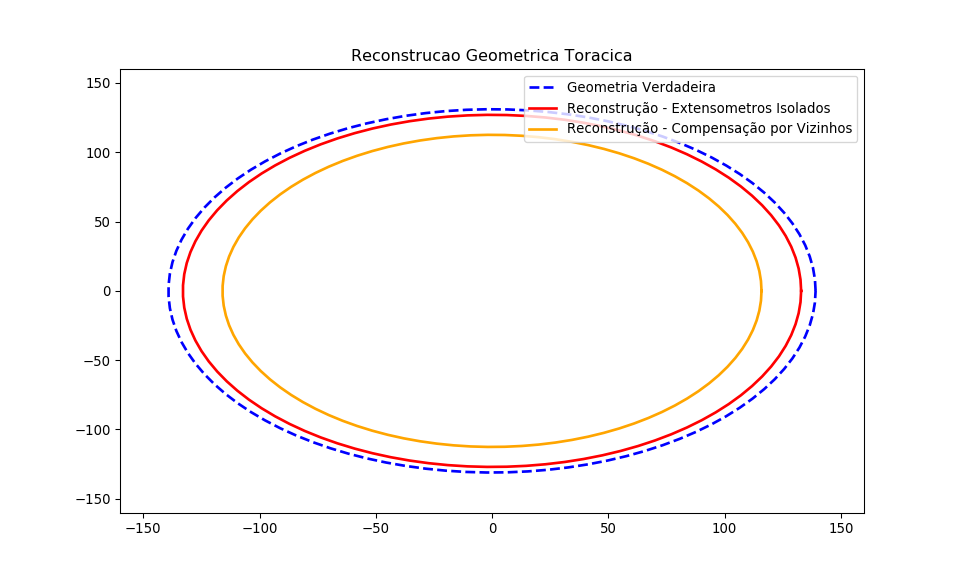 Reconstrucao Geometrica Toracica
Geometria Verdadeira
Reconstrução - Extensometros Isolados
Reconstrução - Compensação por Vizinhos
150
100
50
0
−50
−100
−150
−150 −100 −50 0 50 100 150